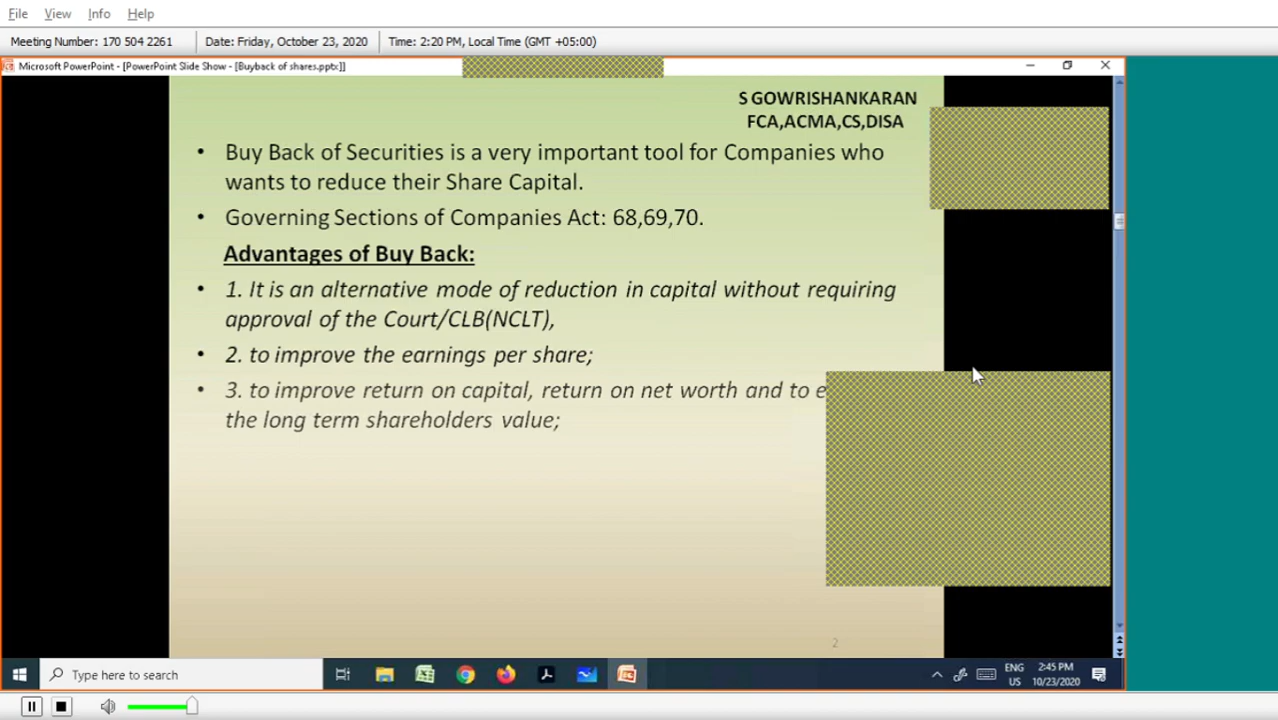 File View Info Help
Meeting Number: 170 504 2261 Date: Friday, October 23, 2020 Time: 2:20 PM, Local Time (GMT +05:00)
Microsoft PowerPoint - [PowerPoint Slide Show - [Buyback of shares.pptx]]
S GOWRISHANKARAN
FCA,ACMA,CS,DISA
• Buy Back of Securities is a very important tool for Companies who
wants to reduce their Share Capital.
• Governing Sections of Companies Act: 68,69,70.
Advantages of Buy Back:
• 1. It is an alternative mode of reduction in capital without requiring
approval of the Court/CLB(NCLT),
• 2. to improve the earnings per share;
• 3. to improve return on capital, return on net worth and to
the long term shareholders value;
2
Type here to search
ENG
US
2:45 PM
10/23/2020